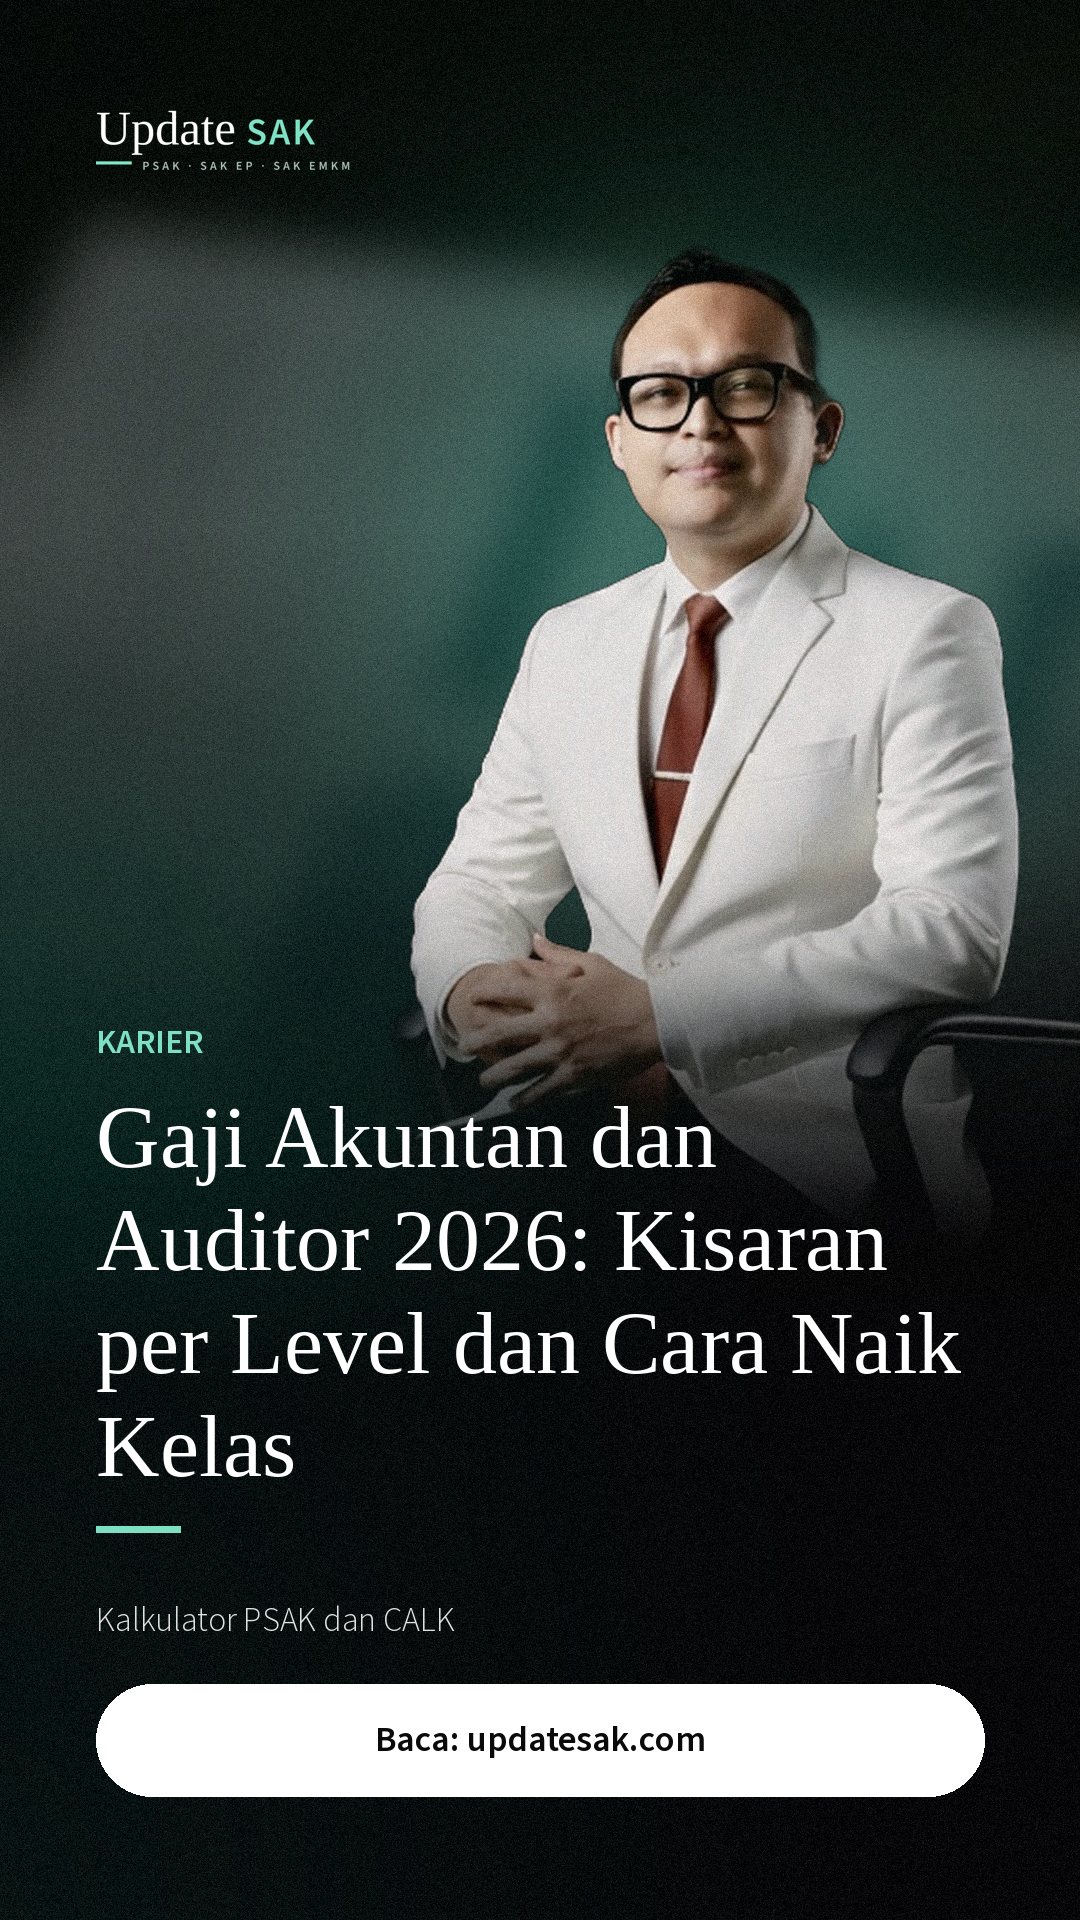 Update SAK
PSAK · SAK EP · SAK EMKM
KARIER
Gaji Akuntan dan
Auditor 2026: Kisaran
per Level dan Cara Naik
Kelas
Kalkulator PSAK dan CALK
Baca: updatesak.com